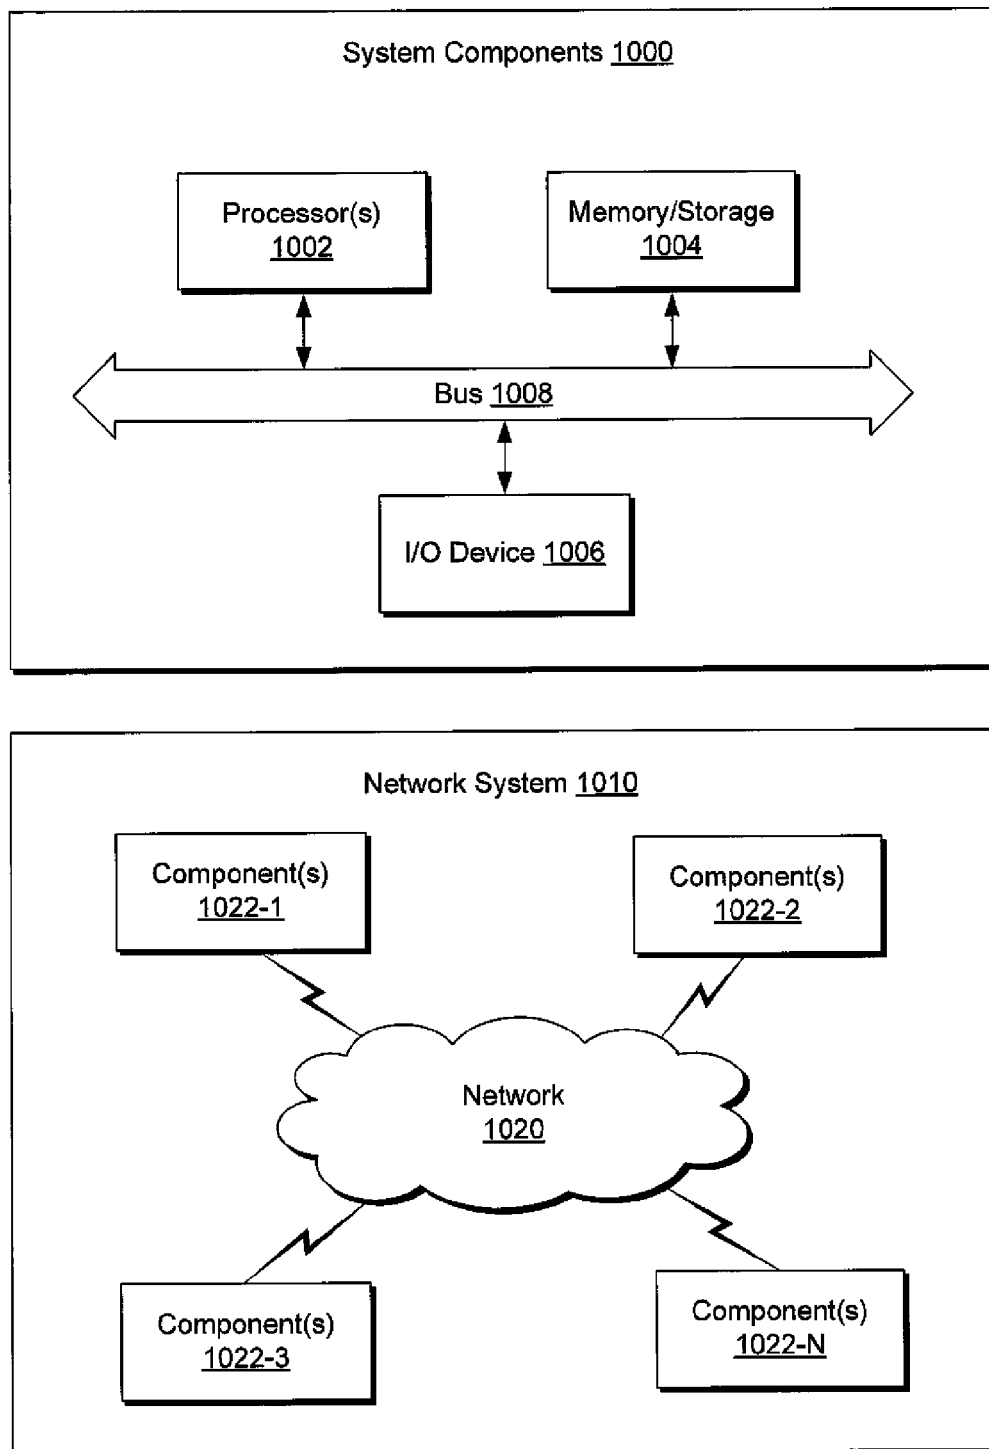 System Components 1000
Processor(s)
1002
Memory/Storage
1004
Bus 1008
I/O Device 1006
Network System 1010
Component(s)
1022-1
Component(s)
1022-2
Network
1020
Component(s)
1022-3
Component(s)
1022-N